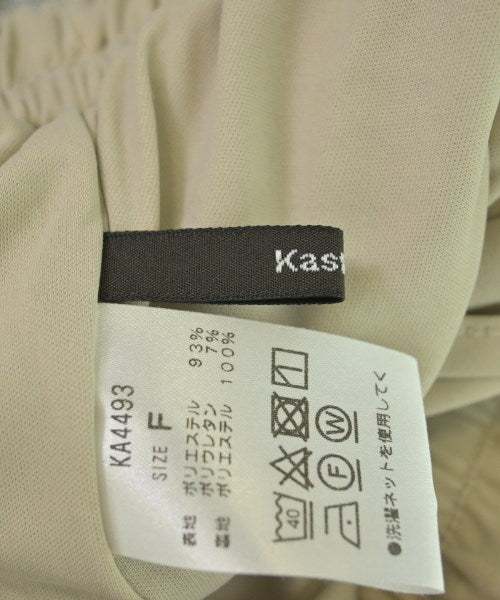 Kast
KA4493
SIZE F
表地 ポリエステル 93%
ポリウレタン 7%
裏地 ポリエステル 100%
40
W
F
●洗濯ネットを使用してく